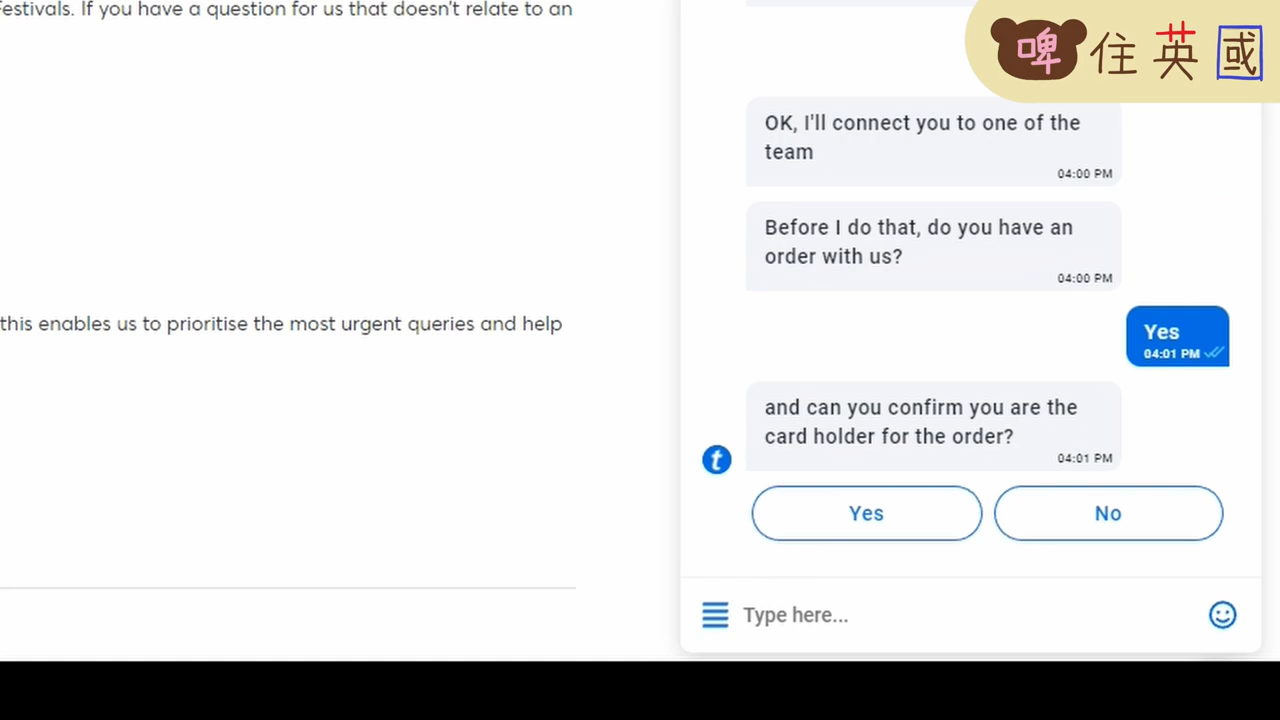 Festivals. If you have a question for us that doesn't relate to an
this enables us to prioritise the most urgent queries and help
啤住英國
OK, I'll connect you to one of the
team
04:00 PM
Before I do that, do you have an
order with us?
04:00 PM
Yes
04:01 PM
and can you confirm you are the
card holder for the order?
04:01 PM
t
Yes
No
Type here...